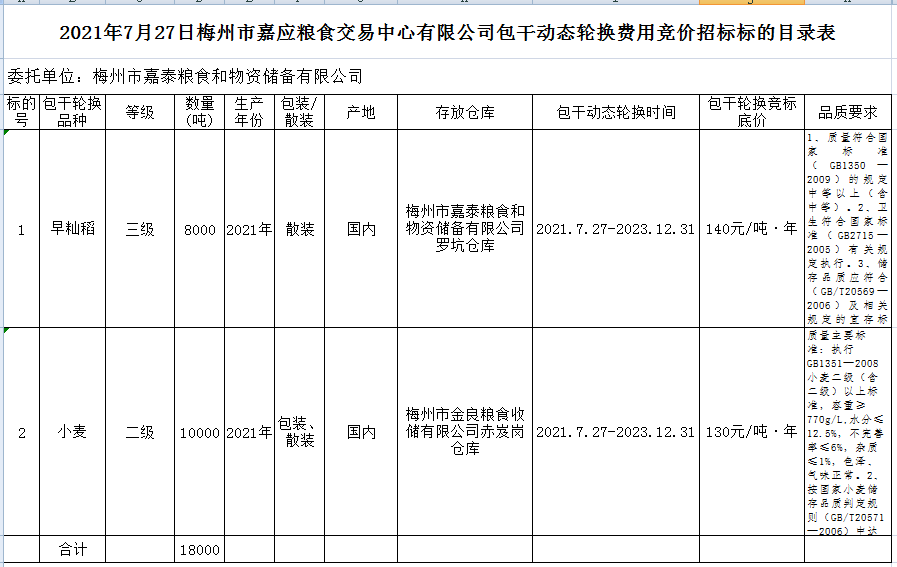 2021年7月27日梅州市嘉应粮食交易中心有限公司包干动态轮换费用竞价招标标的目录表
委托单位：梅州市嘉泰粮食和物资储备有限公司
标的号 包干轮换品种 等级 数量(吨) 生产年份 包装/散装 产地 存放仓库 包干动态轮换时间 包干轮换竞标底价 品质要求
1 早籼稻 三级 8000 2021年 散装 国内 梅州市嘉泰粮食和物资储备有限公司罗坑仓库 2021.7.27-2023.12.31 140元/吨·年
1、质量符合国
家标准
（GB1350—
2009）的规定
中等以上（含
中等）。2、卫
生符合国家标
准（GB2715—
2005）有关规
定执行。3、储
存品质应符合
（GB/T20569—
2006）及相关
规定的宜存标
2 小麦 二级 10000 2021年 包装、散装 国内 梅州市金良粮食收储有限公司赤岌岗仓库 2021.7.27-2023.12.31 130元/吨·年
质量主要标
准：执行
GB1351—2008
小麦二级（含
二级）以上标
准，容重≥
770g/L,水分≤
12.5%，不完善
率≤6%，杂质
≤1%，色泽、
气味正常。2、
按国家小麦储
存品质判定规
则（GB/T20571
—2006）中达
合计 18000